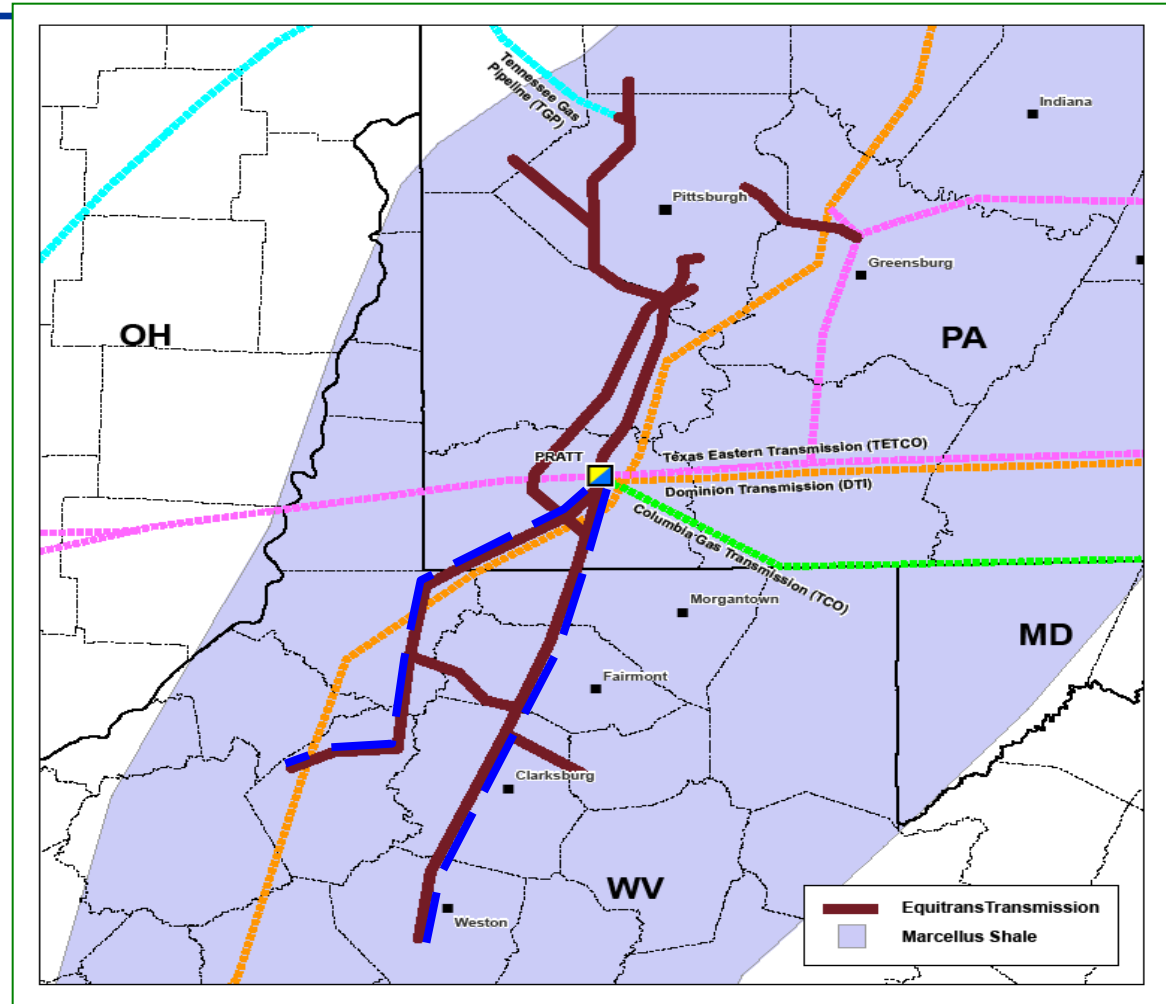 Tennessee Gas
Pipeline (TGP)
Indiana
Pittsburgh
Greensburg
OH
PA
PRATT
Texas Eastern Transmission (TETCO)
Dominion Transmission (DTI)
Columbia Gas Transmission (TCO)
Morgantown
MD
Fairmont
Clarksburg
WV
Weston
EquitransTransmission
Marcellus Shale